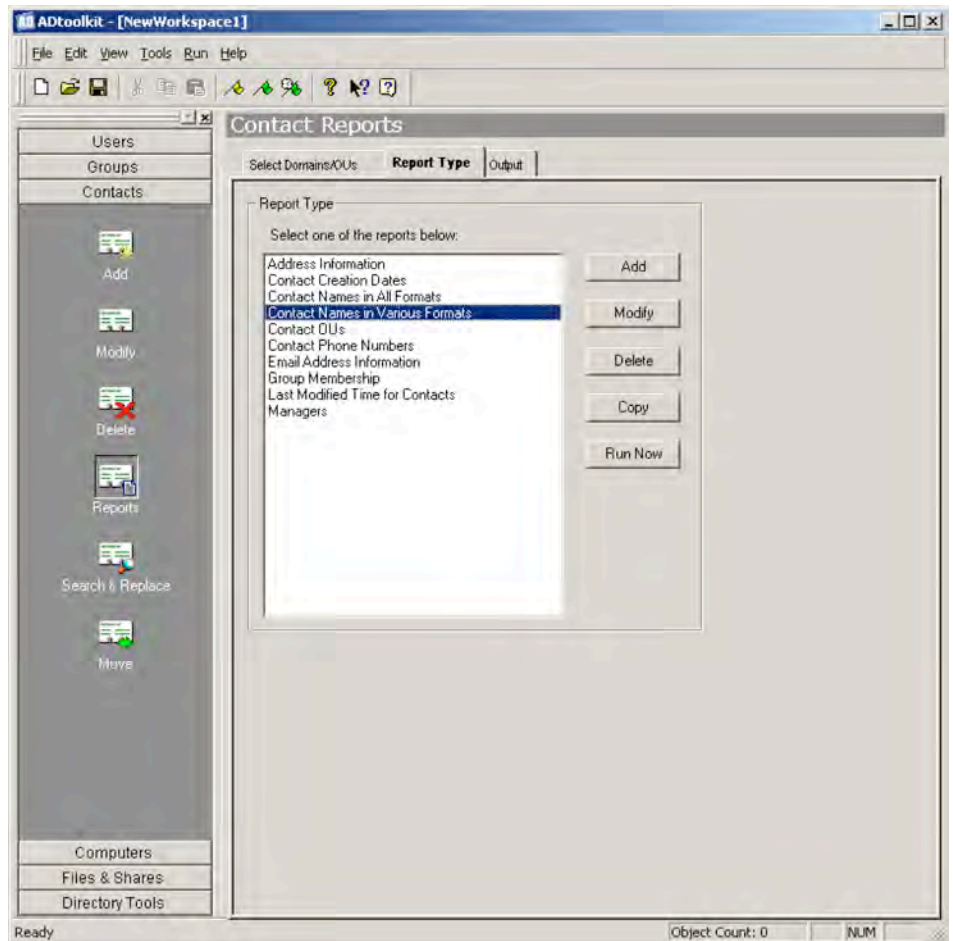 ADtoolkit - [NewWorkspace1]
File Edit View Tools Run Help
Contact Reports
Users
Groups
Contacts
Add
Modify
Delete
Reports
Search & Replace
Move
Computers
Files & Shares
Directory Tools
Select Domains/OUs Report Type Output
Report Type
Select one of the reports below:
Address Information
Contact Creation Dates
Contact Names in All Formats
Contact Names in Various Formats
Contact OUs
Contact Phone Numbers
Email Address Information
Group Membership
Last Modified Time for Contacts
Managers
Add
Modify
Delete
Copy
Run Now
Ready Object Count: 0 NUM